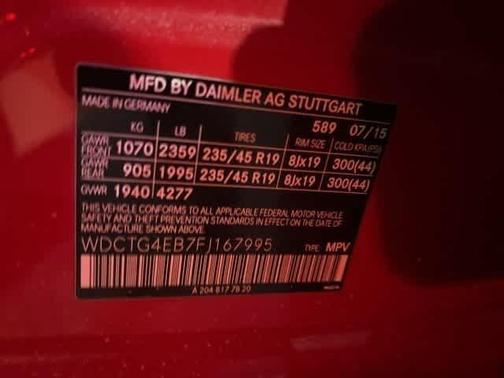 MFD BY DAIMLER AG STUTTGART
MADE IN GERMANY 589 07/15
KG LB TIRES RIM SIZE COLD KPA(PSI)
GAWR FRONT 1070 2359 235/45 R19 8Jx19 300(44)
GAWR REAR 905 1995 235/45 R19 8Jx19 300(44)
GVWR 1940 4277
THIS VEHICLE CONFORMS TO ALL APPLICABLE FEDERAL MOTOR VEHICLE
SAFETY AND THEFT PREVENTION STANDARDS IN EFFECT ON THE DATE OF
MANUFACTURE SHOWN ABOVE.
WDCTG4EB7FJ167995 TYPE: MPV
A 204 817 78 20